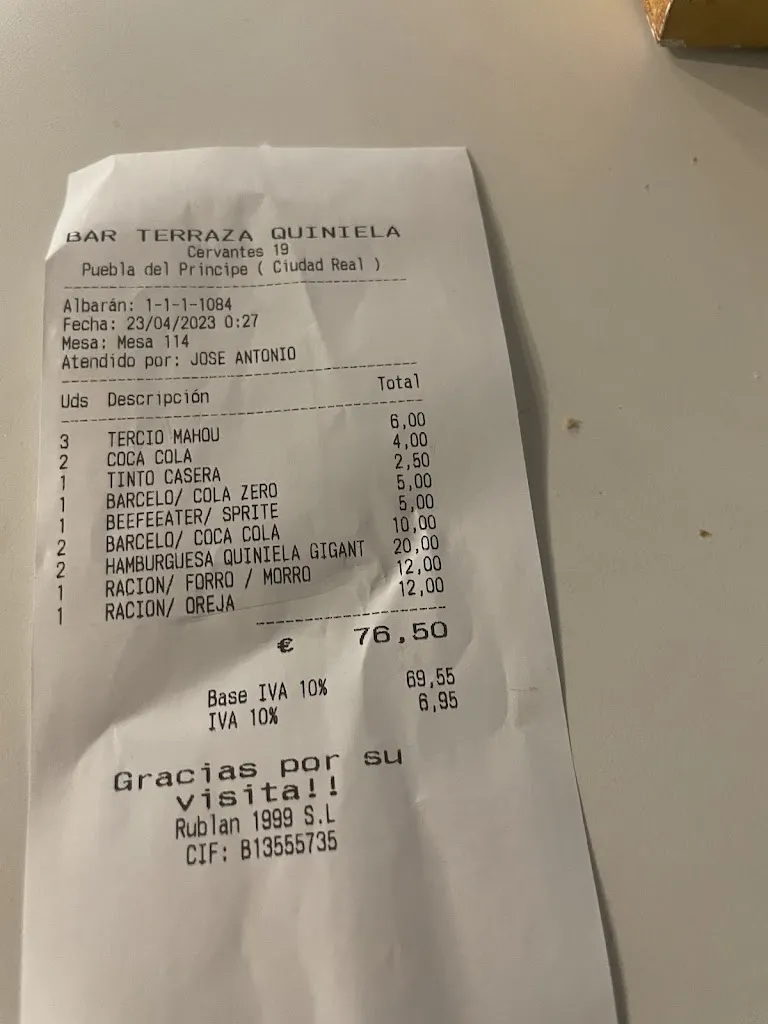 BAR TERRAZA QUINIELA
Cervantes 19
Puebla del Principe ( Ciudad Real )
Albarán: 1-1-1-1084
Fecha: 23/04/2023 0:27
Mesa: Mesa 114
Atendido por: JOSE ANTONIO
Uds Descripción Total
3 TERCIO MAHOU 6,00
2 COCA COLA 4,00
1 TINTO CASERA 2,50
1 BARCELO/ COLA ZERO 5,00
1 BEEFEEATER/ SPRITE 5,00
2 BARCELO/ COCA COLA 10,00
2 HAMBURGUESA QUINIELA GIGANT 20,00
1 RACION/ FORRO / MORRO 12,00
1 RACION/ OREJA 12,00
€ 76,50
Base IVA 10% 69,55
IVA 10% 6,95
Gracias por su
visita!!
Rublan 1999 S.L
CIF: B13555735